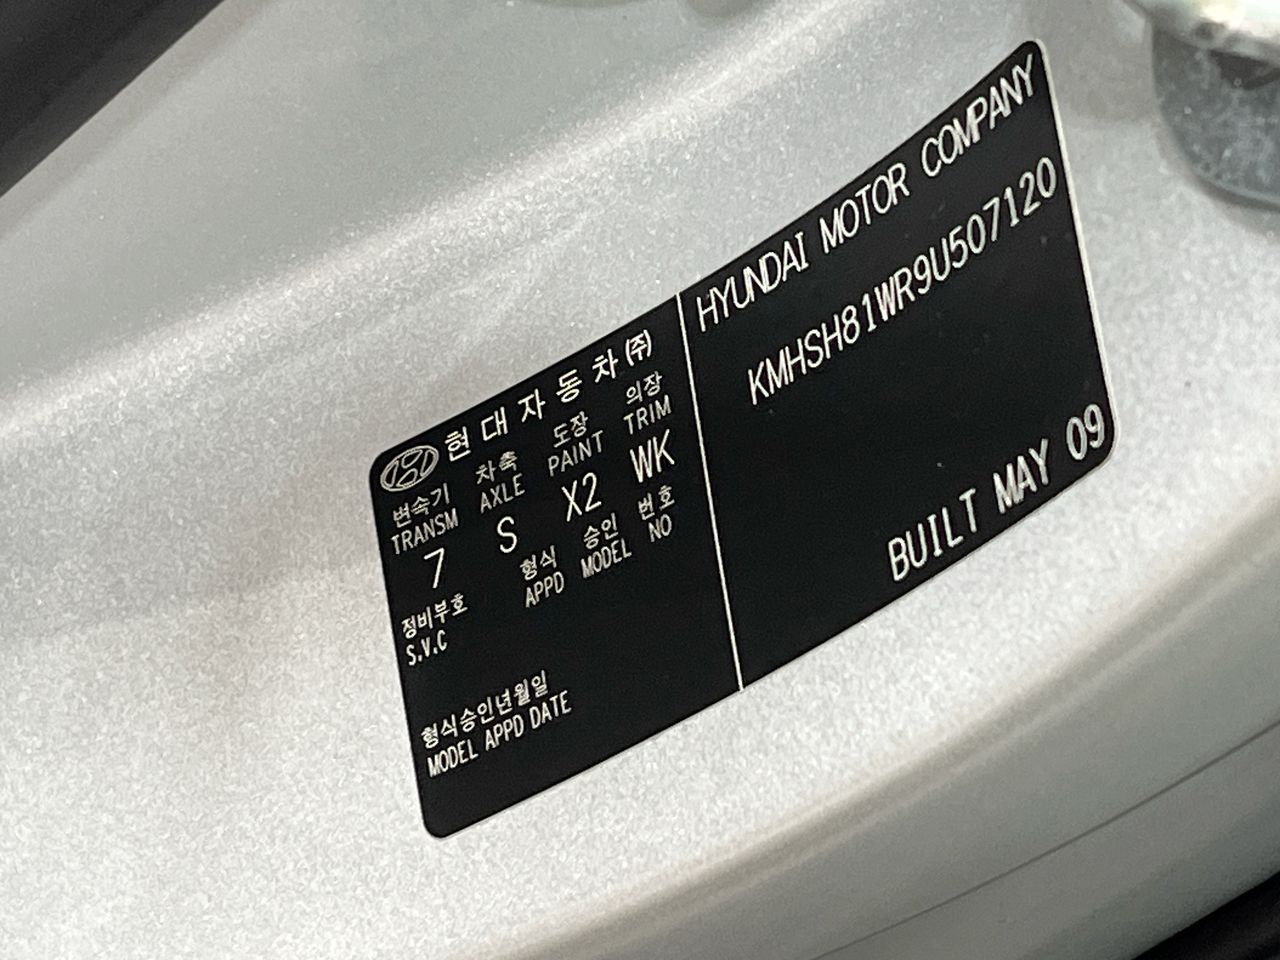 현대자동차(주)
변속기 차축 도장 의장
TRANSM AXLE PAINT TRIM
7 S X2 WK
정비부호 형식 승인 번호
S.V.C APPD MODEL NO
형식승인년월일
MODEL APPD DATE
HYUNDAI MOTOR COMPANY
KMHSH81WR9U507120
BUILT MAY 09